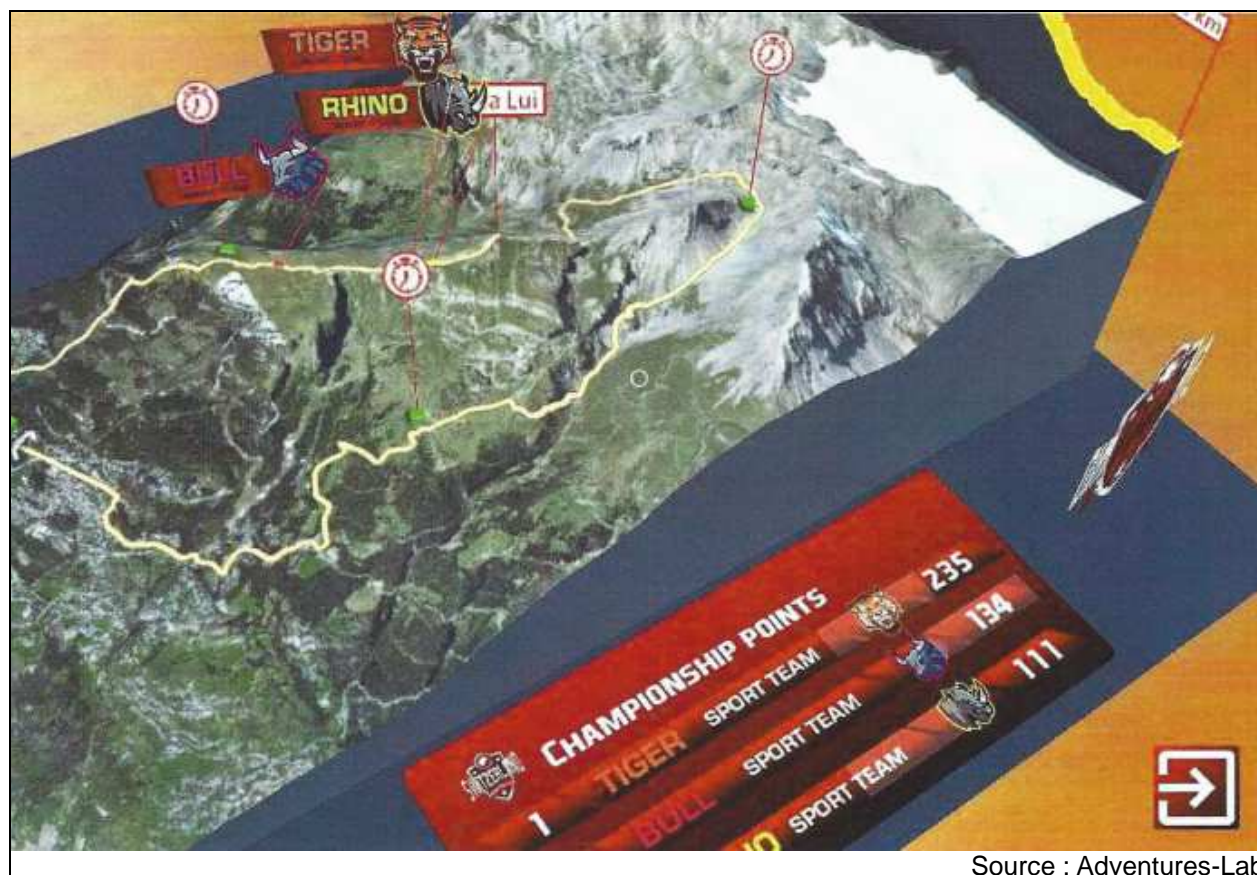 TIGER
RHINO
a Lui
BULL
km
CHAMPIONSHIP POINTS
1 TIGER SPORT TEAM 235
BULL SPORT TEAM 134
NO SPORT TEAM 111
Source : Adventures-Lab